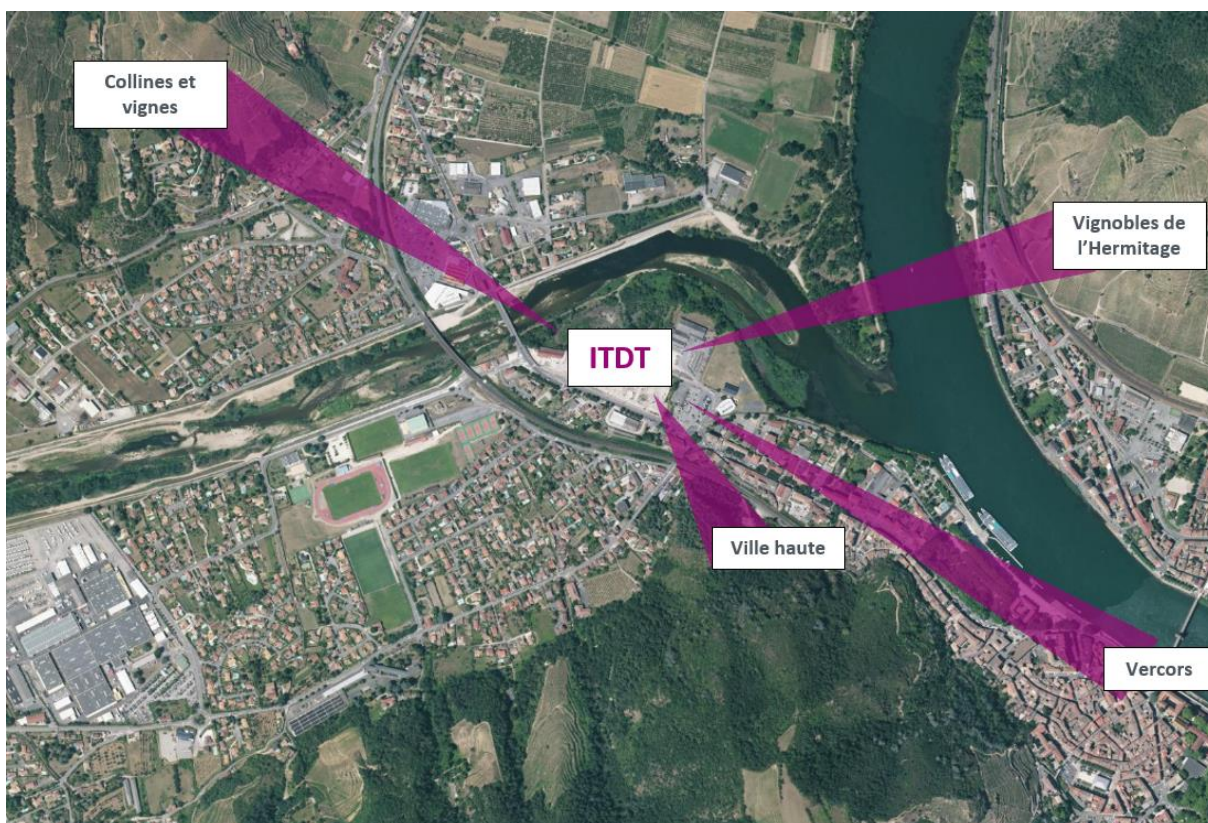 Collines et
vignes
Vignobles de
l’Hermitage
ITDT
Ville haute
Vercors